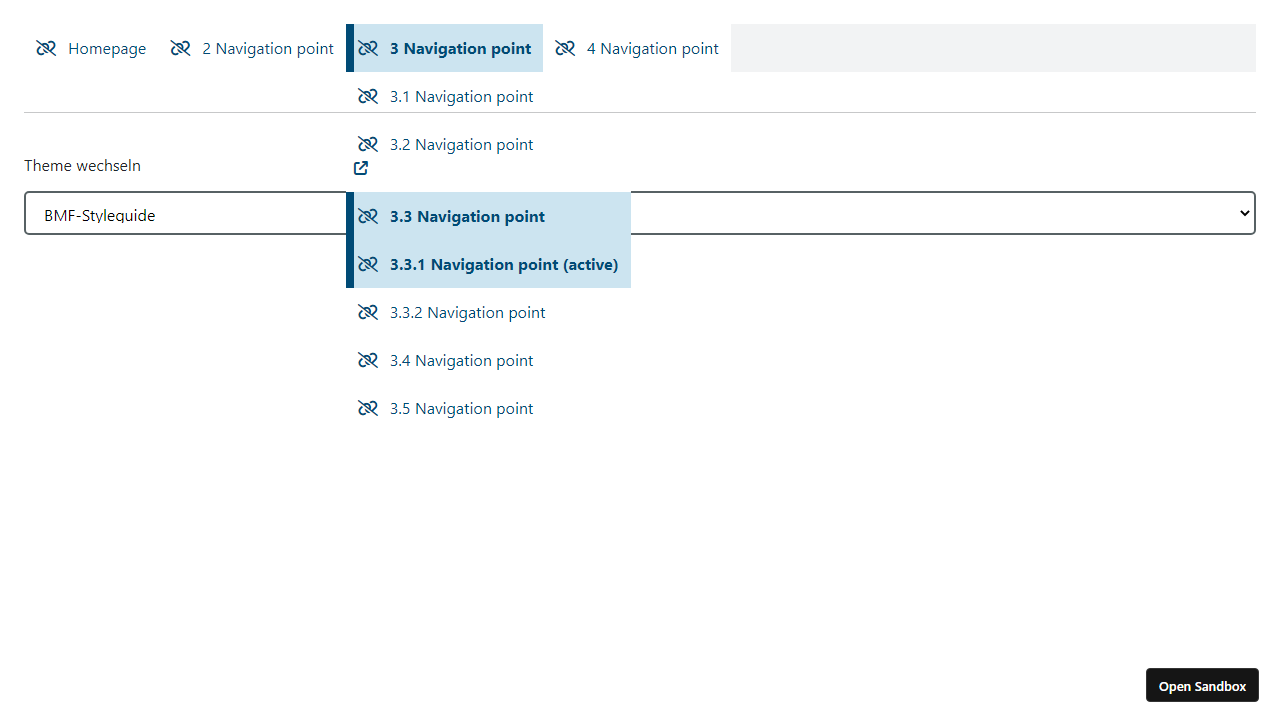 Homepage
2 Navigation point
3 Navigation point
4 Navigation point
3.1 Navigation point
3.2 Navigation point
Theme wechseln
BMF-Styleguide
3.3 Navigation point
3.3.1 Navigation point (active)
3.3.2 Navigation point
3.4 Navigation point
3.5 Navigation point
Open Sandbox